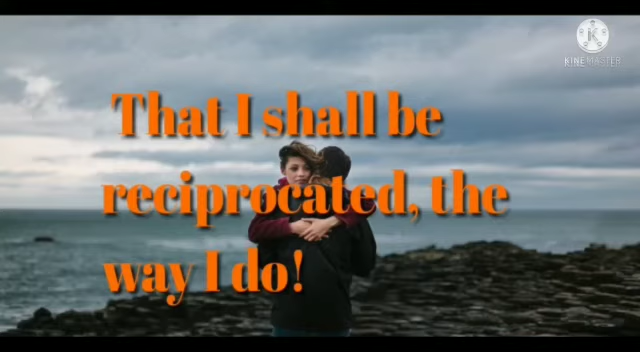 KINEMASTER
That I shall be
reciprocated, the
way I do!